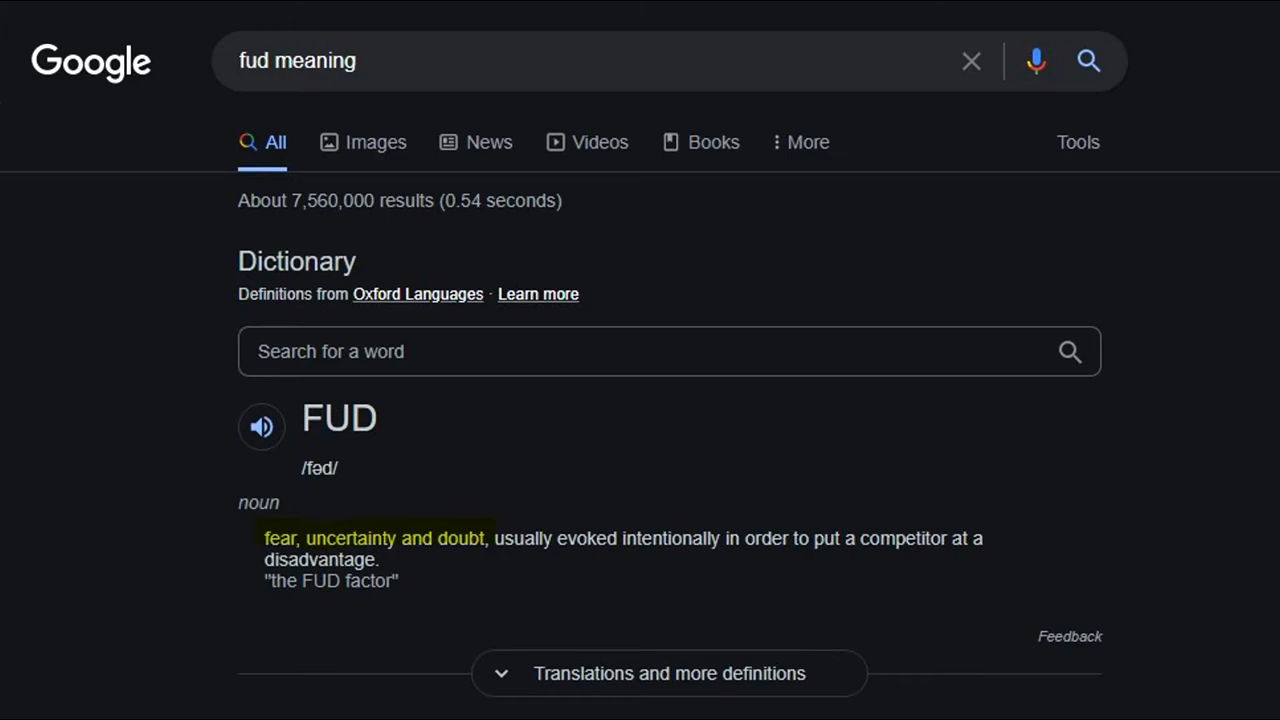 Google
fud meaning
All Images News Videos Books More Tools
About 7,560,000 results (0.54 seconds)
Dictionary
Definitions from Oxford Languages · Learn more
Search for a word
FUD
/fəd/
noun
fear, uncertainty and doubt, usually evoked intentionally in order to put a competitor at a
disadvantage.
"the FUD factor"
Feedback
Translations and more definitions